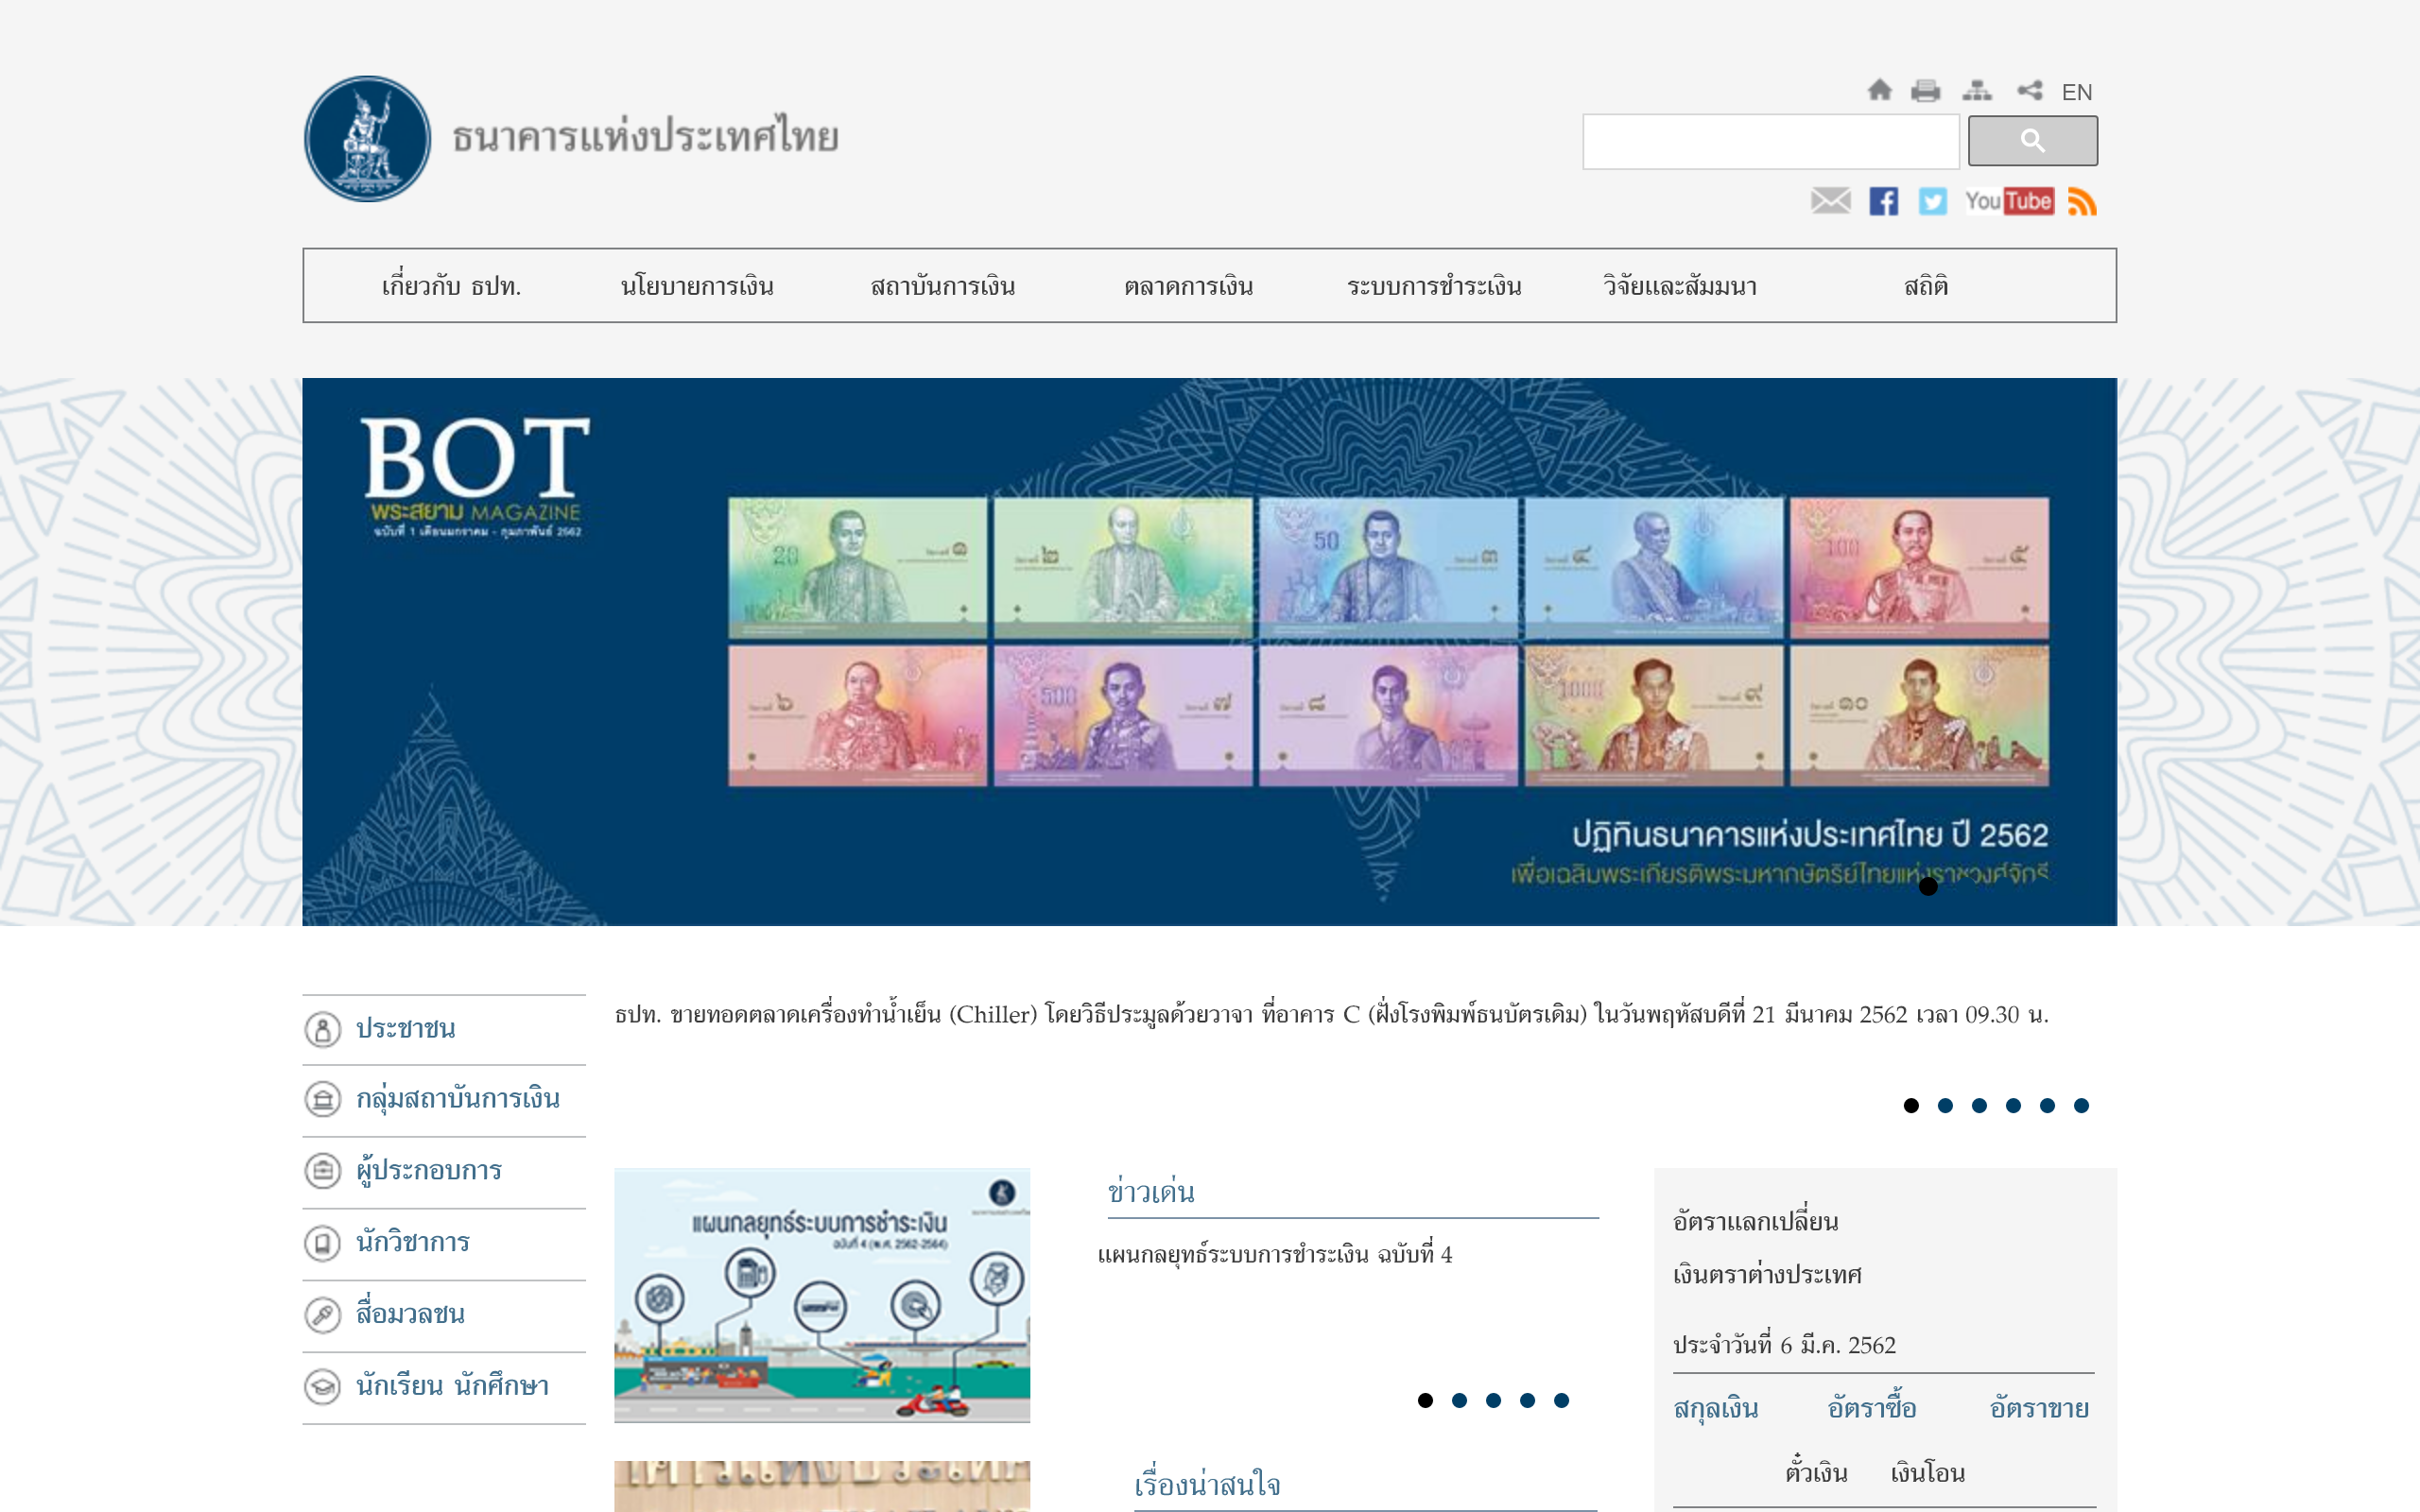 EN
ธนาคารแห่งประเทศไทย
You Tube
เกี่ยวกับ ธปท. นโยบายการเงิน สถาบันการเงิน ตลาดการเงิน ระบบการชำระเงิน วิจัยและสัมมนา สถิติ
BOT
พระสยาม MAGAZINE
ฉบับที่ 1 เดือนมกราคม - กุมภาพันธ์ 2562
20 ๑ ๒ 50 ๓ ๔ 100 ๕
๖ 500 ๗ ๘ 1000 ๙ ๑๐
ปฏิทินธนาคารแห่งประเทศไทย ปี 2562
เพื่อเฉลิมพระเกียรติพระมหากษัตริย์ไทยแห่งราชวงศ์จักรี
ธปท. ขายทอดตลาดเครื่องทำน้ำเย็น (Chiller) โดยวิธีประมูลด้วยวาจา ที่อาคาร C (ฝั่งโรงพิมพ์ธนบัตรเดิม) ในวันพฤหัสบดีที่ 21 มีนาคม 2562 เวลา 09.30 น.
ประชาชน
กลุ่มสถาบันการเงิน
ผู้ประกอบการ
นักวิชาการ
สื่อมวลชน
นักเรียน นักศึกษา
แผนกลยุทธ์ระบบการชำระเงิน
ฉบับที่ 4 (พ.ศ. 2562-2564)
ข่าวเด่น
แผนกลยุทธ์ระบบการชำระเงิน ฉบับที่ 4
เรื่องน่าสนใจ
อัตราแลกเปลี่ยน
เงินตราต่างประเทศ
ประจำวันที่ 6 มี.ค. 2562
สกุลเงิน อัตราซื้อ อัตราขาย
ตั๋วเงิน เงินโอน